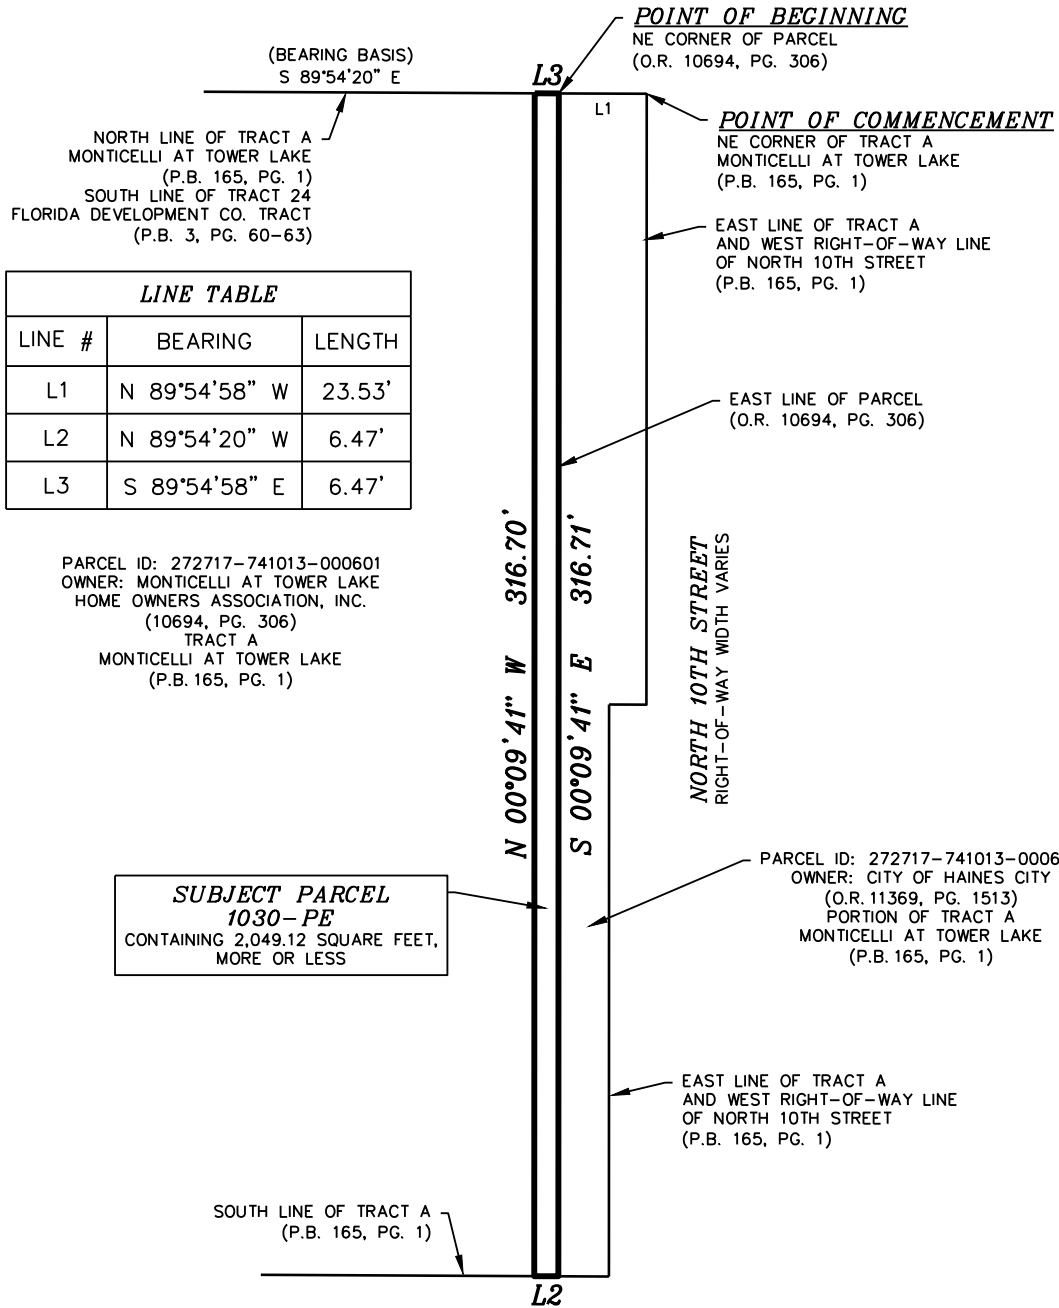 POINT OF BEGINNING
NE CORNER OF PARCEL
(O.R. 10694, PG. 306)
(BEARING BASIS)
S 89°54'20" E
L3
L1
POINT OF COMMENCEMENT
NE CORNER OF TRACT A
MONTICELLI AT TOWER LAKE
(P.B. 165, PG. 1)
NORTH LINE OF TRACT A
MONTICELLI AT TOWER LAKE
(P.B. 165, PG. 1)
SOUTH LINE OF TRACT 24
FLORIDA DEVELOPMENT CO. TRACT
(P.B. 3, PG. 60-63)
EAST LINE OF TRACT A
AND WEST RIGHT-OF-WAY LINE
OF NORTH 10TH STREET
(P.B. 165, PG. 1)
LINE TABLE
LINE # BEARING LENGTH
L1 N 89°54'58" W 23.53'
L2 N 89°54'20" W 6.47'
L3 S 89°54'58" E 6.47'
EAST LINE OF PARCEL
(O.R. 10694, PG. 306)
PARCEL ID: 272717-741013-000601
OWNER: MONTICELLI AT TOWER LAKE
HOME OWNERS ASSOCIATION, INC.
(10694, PG. 306)
TRACT A
MONTICELLI AT TOWER LAKE
(P.B. 165, PG. 1)
N 00°09'41" W 316.70'
S 00°09'41" E 316.71'
NORTH 10TH STREET
RIGHT-OF-WAY WIDTH VARIES
PARCEL ID: 272717-741013-0006
OWNER: CITY OF HAINES CITY
(O.R. 11369, PG. 1513)
PORTION OF TRACT A
MONTICELLI AT TOWER LAKE
(P.B. 165, PG. 1)
SUBJECT PARCEL
1030-PE
CONTAINING 2,049.12 SQUARE FEET,
MORE OR LESS
EAST LINE OF TRACT A
AND WEST RIGHT-OF-WAY LINE
OF NORTH 10TH STREET
(P.B. 165, PG. 1)
SOUTH LINE OF TRACT A
(P.B. 165, PG. 1)
L2